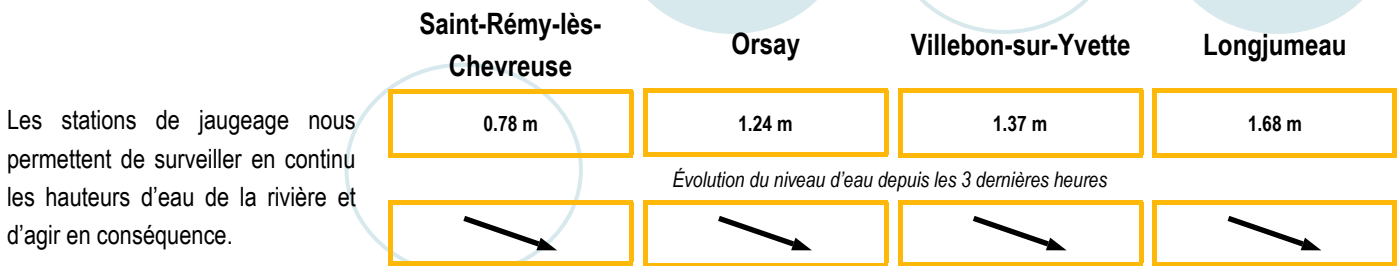 Saint-Rémy-lès-
Chevreuse
Orsay
Villebon-sur-Yvette
Longjumeau
Les stations de jaugeage nous
permettent de surveiller en continu
les hauteurs d’eau de la rivière et
d’agir en conséquence.
0.78 m
1.24 m
1.37 m
1.68 m
Évolution du niveau d’eau depuis les 3 dernières heures